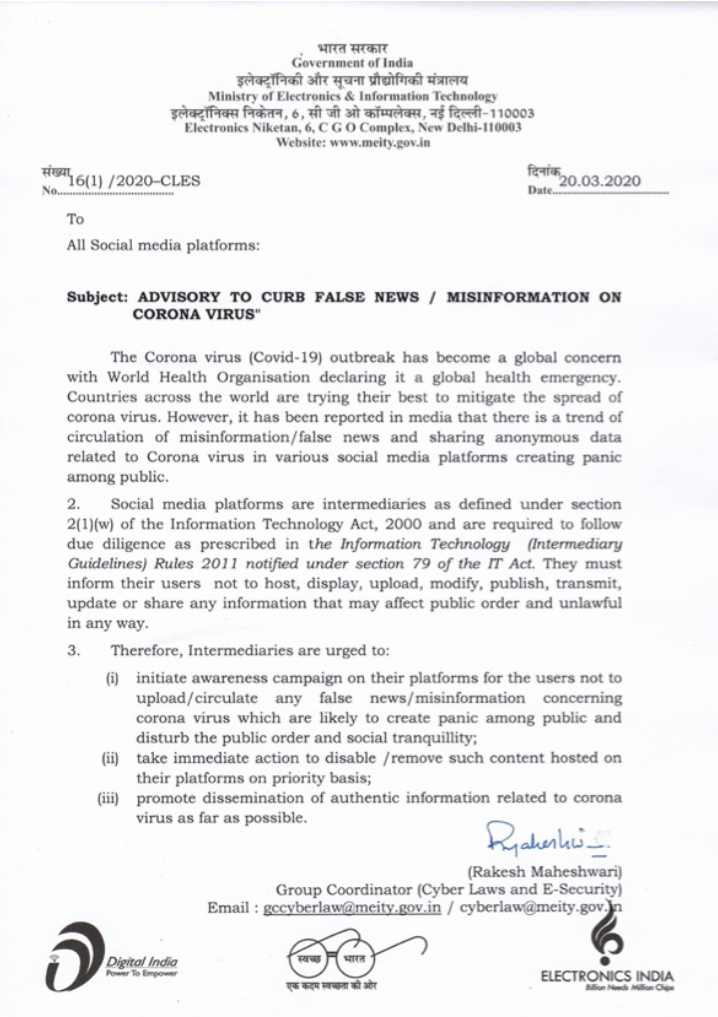 भारत सरकार
Government of India
इलेक्ट्रॉनिकी और सूचना प्रौद्योगिकी मंत्रालय
Ministry of Electronics & Information Technology
इलेक्ट्रॉनिक्स निकेतन, 6, सी जी ओ कॉम्पलेक्स, नई दिल्ली-110003
Electronics Niketan, 6, C G O Complex, New Delhi-110003
Website: www.meity.gov.in
संख्या
No. 16(1) /2020–CLES
दिनांक
Date 20.03.2020
To
All Social media platforms:
Subject: ADVISORY TO CURB FALSE NEWS / MISINFORMATION ON
CORONA VIRUS"
The Corona virus (Covid-19) outbreak has become a global concern
with World Health Organisation declaring it a global health emergency.
Countries across the world are trying their best to mitigate the spread of
corona virus. However, it has been reported in media that there is a trend of
circulation of misinformation/false news and sharing anonymous data
related to Corona virus in various social media platforms creating panic
among public.
2. Social media platforms are intermediaries as defined under section
2(1)(w) of the Information Technology Act, 2000 and are required to follow
due diligence as prescribed in the Information Technology (Intermediary
Guidelines) Rules 2011 notified under section 79 of the IT Act. They must
inform their users not to host, display, upload, modify, publish, transmit,
update or share any information that may affect public order and unlawful
in any way.
3. Therefore, Intermediaries are urged to:
(i) initiate awareness campaign on their platforms for the users not to
upload/circulate any false news/misinformation concerning
corona virus which are likely to create panic among public and
disturb the public order and social tranquillity;
(ii) take immediate action to disable /remove such content hosted on
their platforms on priority basis;
(iii) promote dissemination of authentic information related to corona
virus as far as possible.
(Rakesh Maheshwari)
Group Coordinator (Cyber Laws and E-Security)
Email : gccyberlaw@meity.gov.in / cyberlaw@meity.gov.in
Digital India
Power To Empower
स्वच्छ भारत
एक कदम स्वच्छता की ओर
ELECTRONICS INDIA
Billion Needs Million Chips